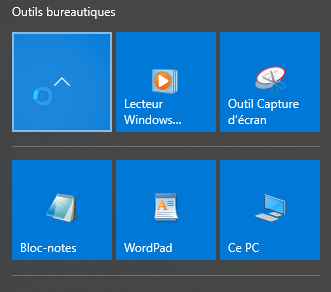 Outils bureautiques
Lecteur
Windows...
Outil Capture
d'écran
Bloc-notes
WordPad
Ce PC